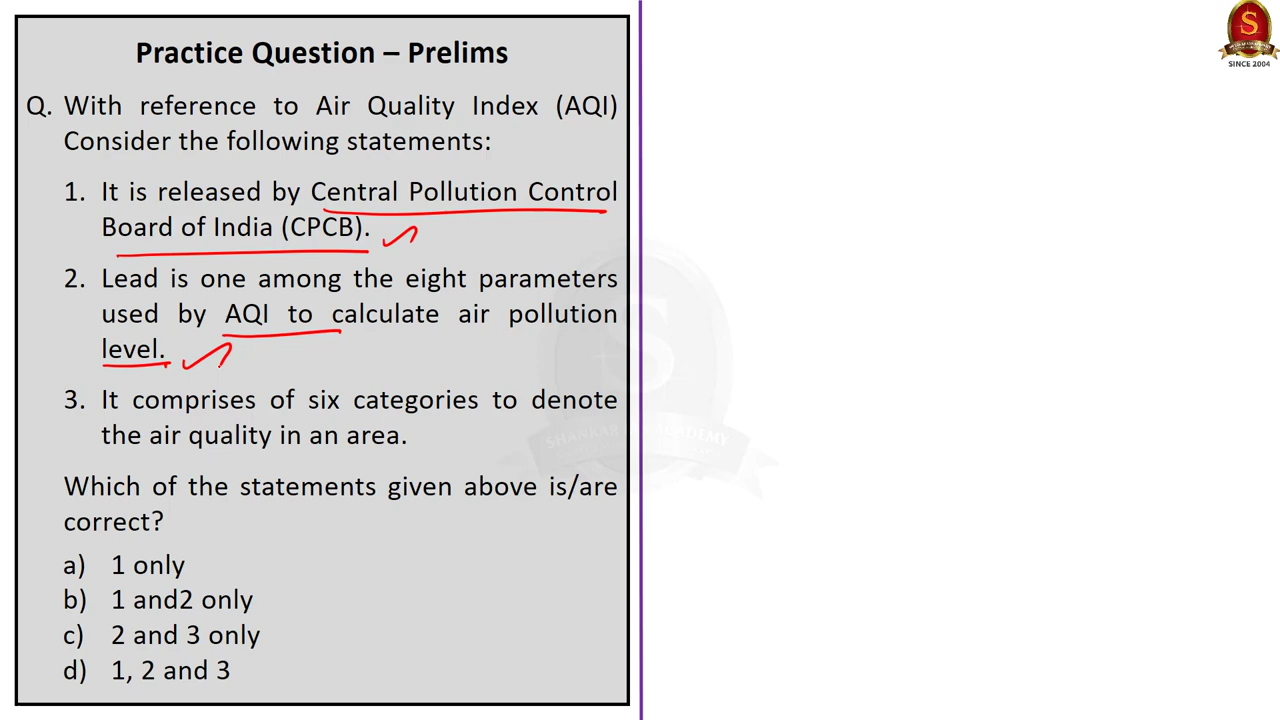 Practice Question – Prelims
Q. With reference to Air Quality Index (AQI)
Consider the following statements:
1. It is released by Central Pollution Control
Board of India (CPCB).
2. Lead is one among the eight parameters
used by AQI to calculate air pollution
level.
3. It comprises of six categories to denote
the air quality in an area.
Which of the statements given above is/are
correct?
a) 1 only
b) 1 and2 only
c) 2 and 3 only
d) 1, 2 and 3
S
SINCE 2004
S
SHANKAR IAS ACADEMY